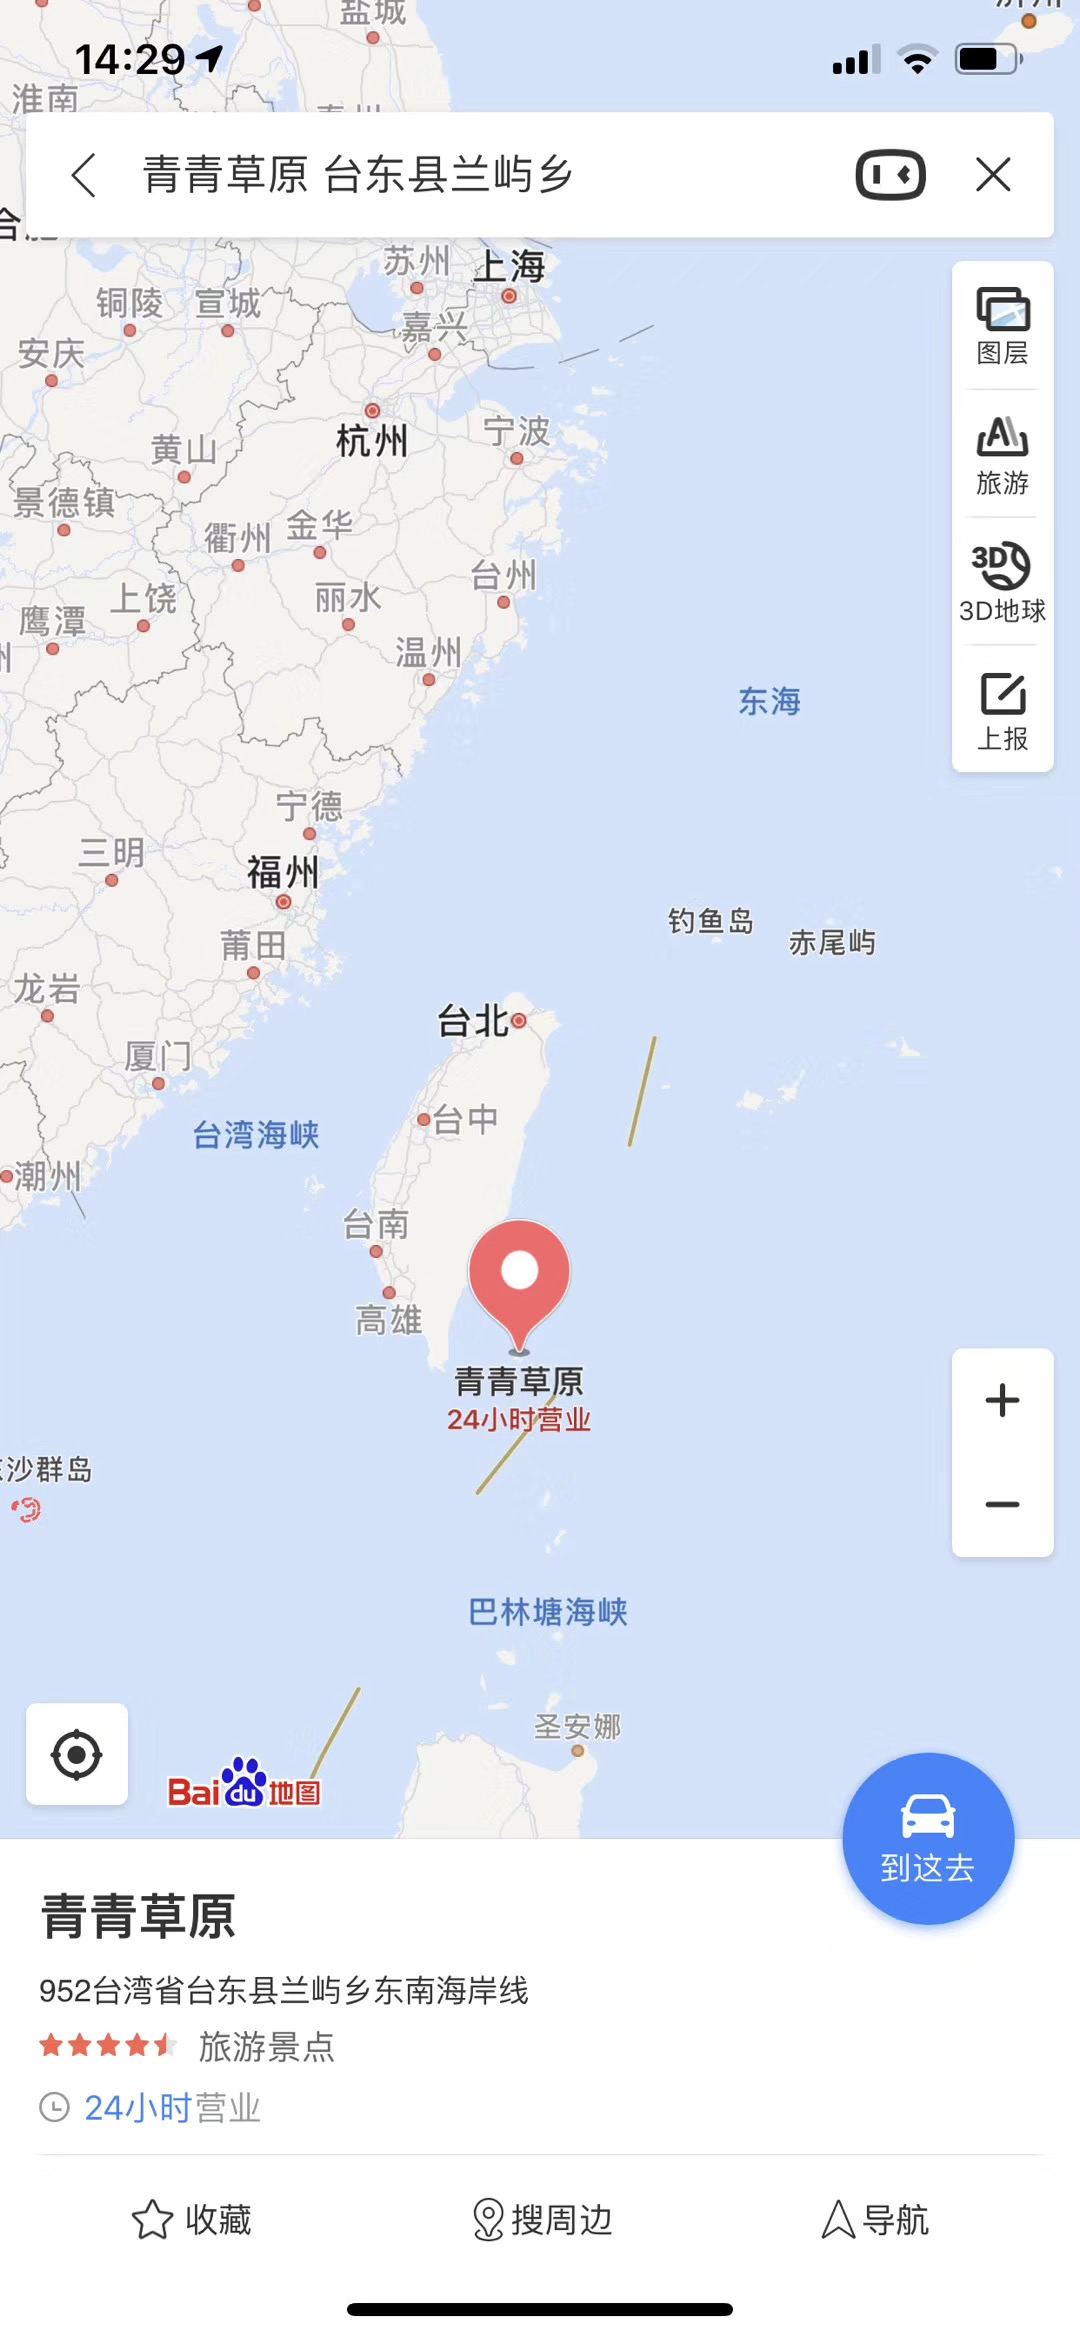 盐城
14:29
淮南
青青草原 台东县兰屿乡
苏州
上海
铜陵
宣城
嘉兴
图层
安庆
杭州
宁波
黄山
旅游
景德镇
衢州
金华
台州
丽水
上饶
3D
3D地球
鹰潭
温州
东海
上报
宁德
三明
福州
钓鱼岛
赤尾屿
莆田
龙岩
台北
厦门
台中
台湾海峡
潮州
台南
高雄
青青草原
24小时营业
沙群岛
巴林塘海峡
圣安娜
Bai du 地图
到这去
青青草原
952台湾省台东县兰屿乡东南海岸线
旅游景点
24小时营业
收藏
搜周边
导航